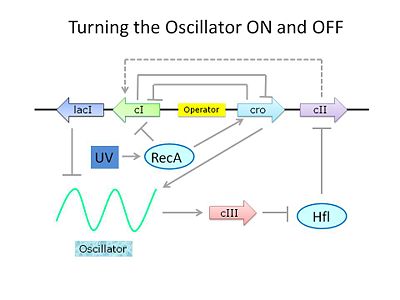 Turning the Oscillator ON and OFF
lacI
cI
Operator
cro
cII
UV
RecA
cIII
Hfl
Oscillator